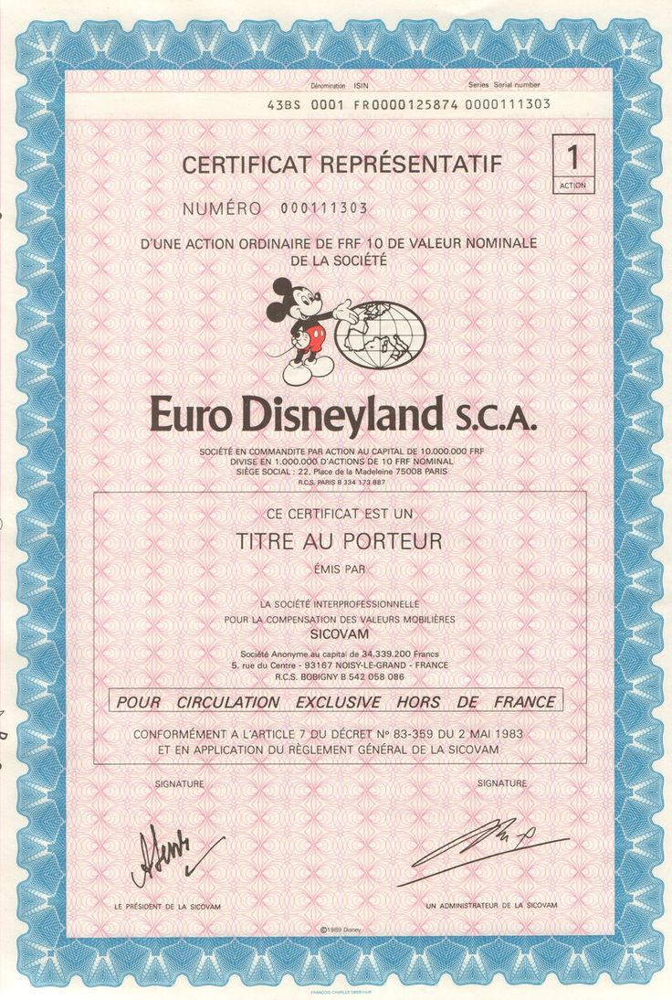 Dénomination ISIN Series Serial number
43BS 0001 FR0000125874 0000111303
CERTIFICAT REPRÉSENTATIF
1
ACTION
NUMÉRO 000111303
D'UNE ACTION ORDINAIRE DE FRF 10 DE VALEUR NOMINALE
DE LA SOCIÉTÉ
Euro Disneyland S.C.A.
SOCIÉTÉ EN COMMANDITE PAR ACTION AU CAPITAL DE 10.000.000 FRF
DIVISE EN 1.000.000 D'ACTIONS DE 10 FRF NOMINAL
SIÈGE SOCIAL : 22, Place de la Madeleine 75008 PARIS
R.C.S. PARIS B 334 173 887
CE CERTIFICAT EST UN
TITRE AU PORTEUR
ÉMIS PAR
LA SOCIÉTÉ INTERPROFESSIONNELLE
POUR LA COMPENSATION DES VALEURS MOBILIÈRES
SICOVAM
Société Anonyme au capital de 34.339.200 Francs
5, rue du Centre - 93167 NOISY-LE-GRAND - FRANCE
R.C.S. BOBIGNY B 542 058 086
POUR CIRCULATION EXCLUSIVE HORS DE FRANCE
CONFORMÉMENT A L'ARTICLE 7 DU DÉCRET Nº 83-359 DU 2 MAI 1983
ET EN APPLICATION DU RÈGLEMENT GÉNÉRAL DE LA SICOVAM
SIGNATURE SIGNATURE
LE PRÉSIDENT DE LA SICOVAM UN ADMINISTRATEUR DE LA SICOVAM
©1989 Disney
FRANÇOIS-CHARLES OBERTHUR